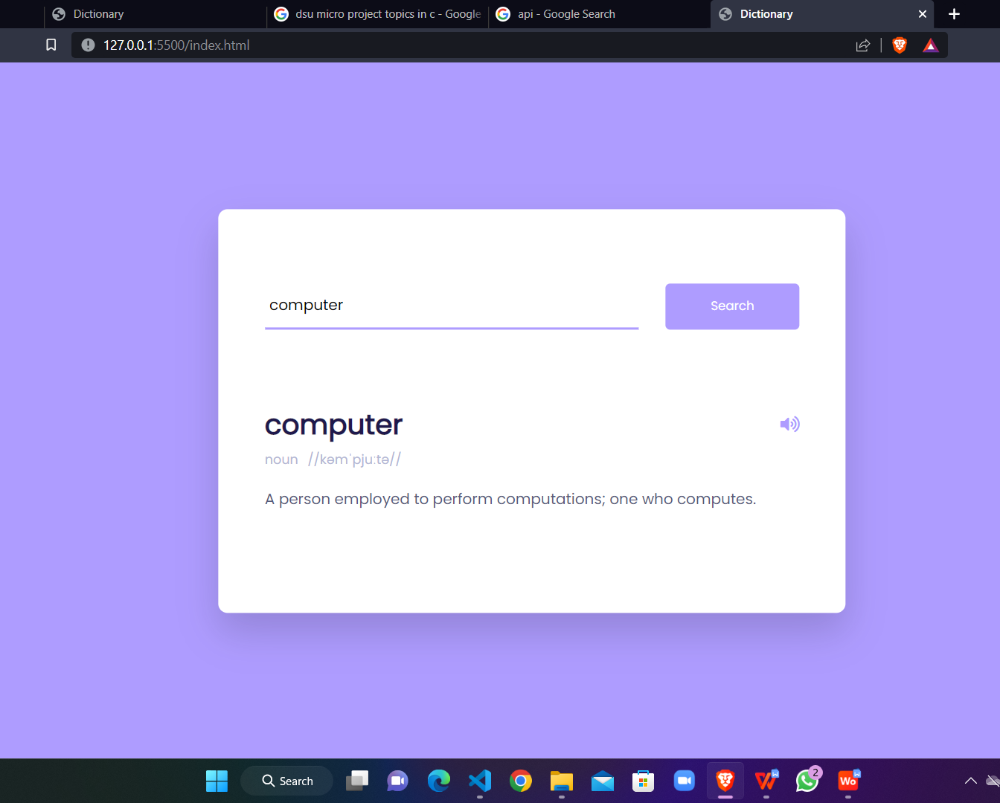 Dictionary
dsu micro project topics in c - Google
api - Google Search
Dictionary
127.0.0.1:5500/index.html
computer
Search
computer
noun //kəmˈpjuːtə//
A person employed to perform computations; one who computes.
Search
W
2
Wo
W